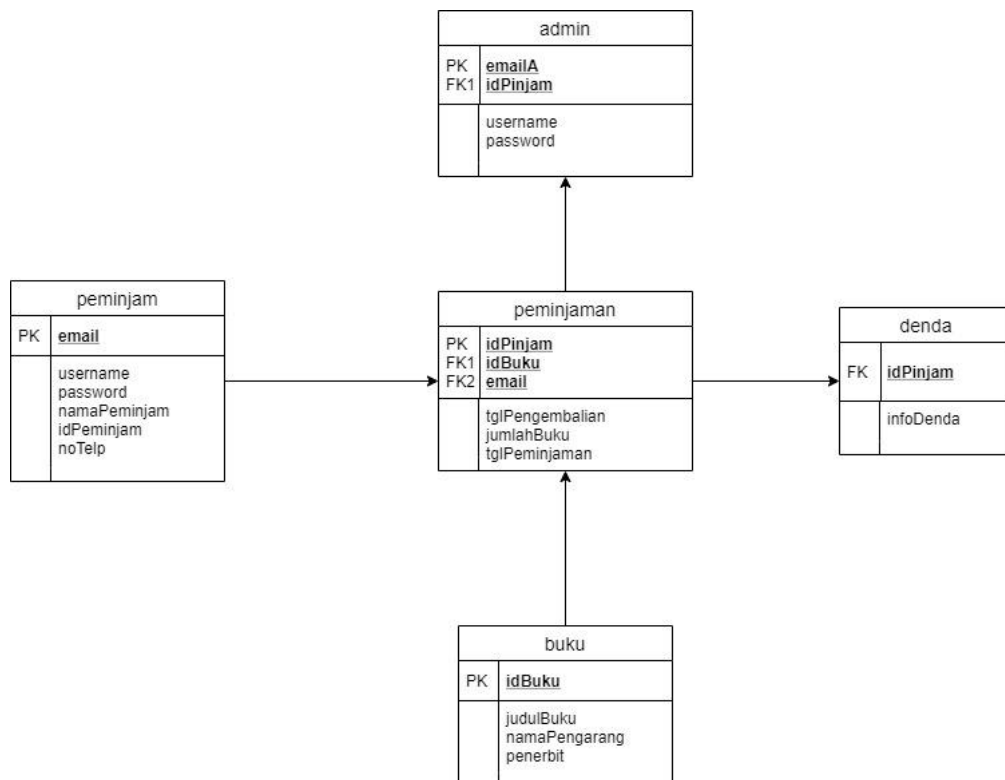 admin
PK emailA
FK1 idPinjam
username
password
peminjam
PK email
username
password
namaPeminjam
idPeminjam
noTelp
peminjaman
PK idPinjam
FK1 idBuku
FK2 email
tglPengembalian
jumlahBuku
tglPeminjaman
denda
FK idPinjam
infoDenda
buku
PK idBuku
judulBuku
namaPengarang
penerbit